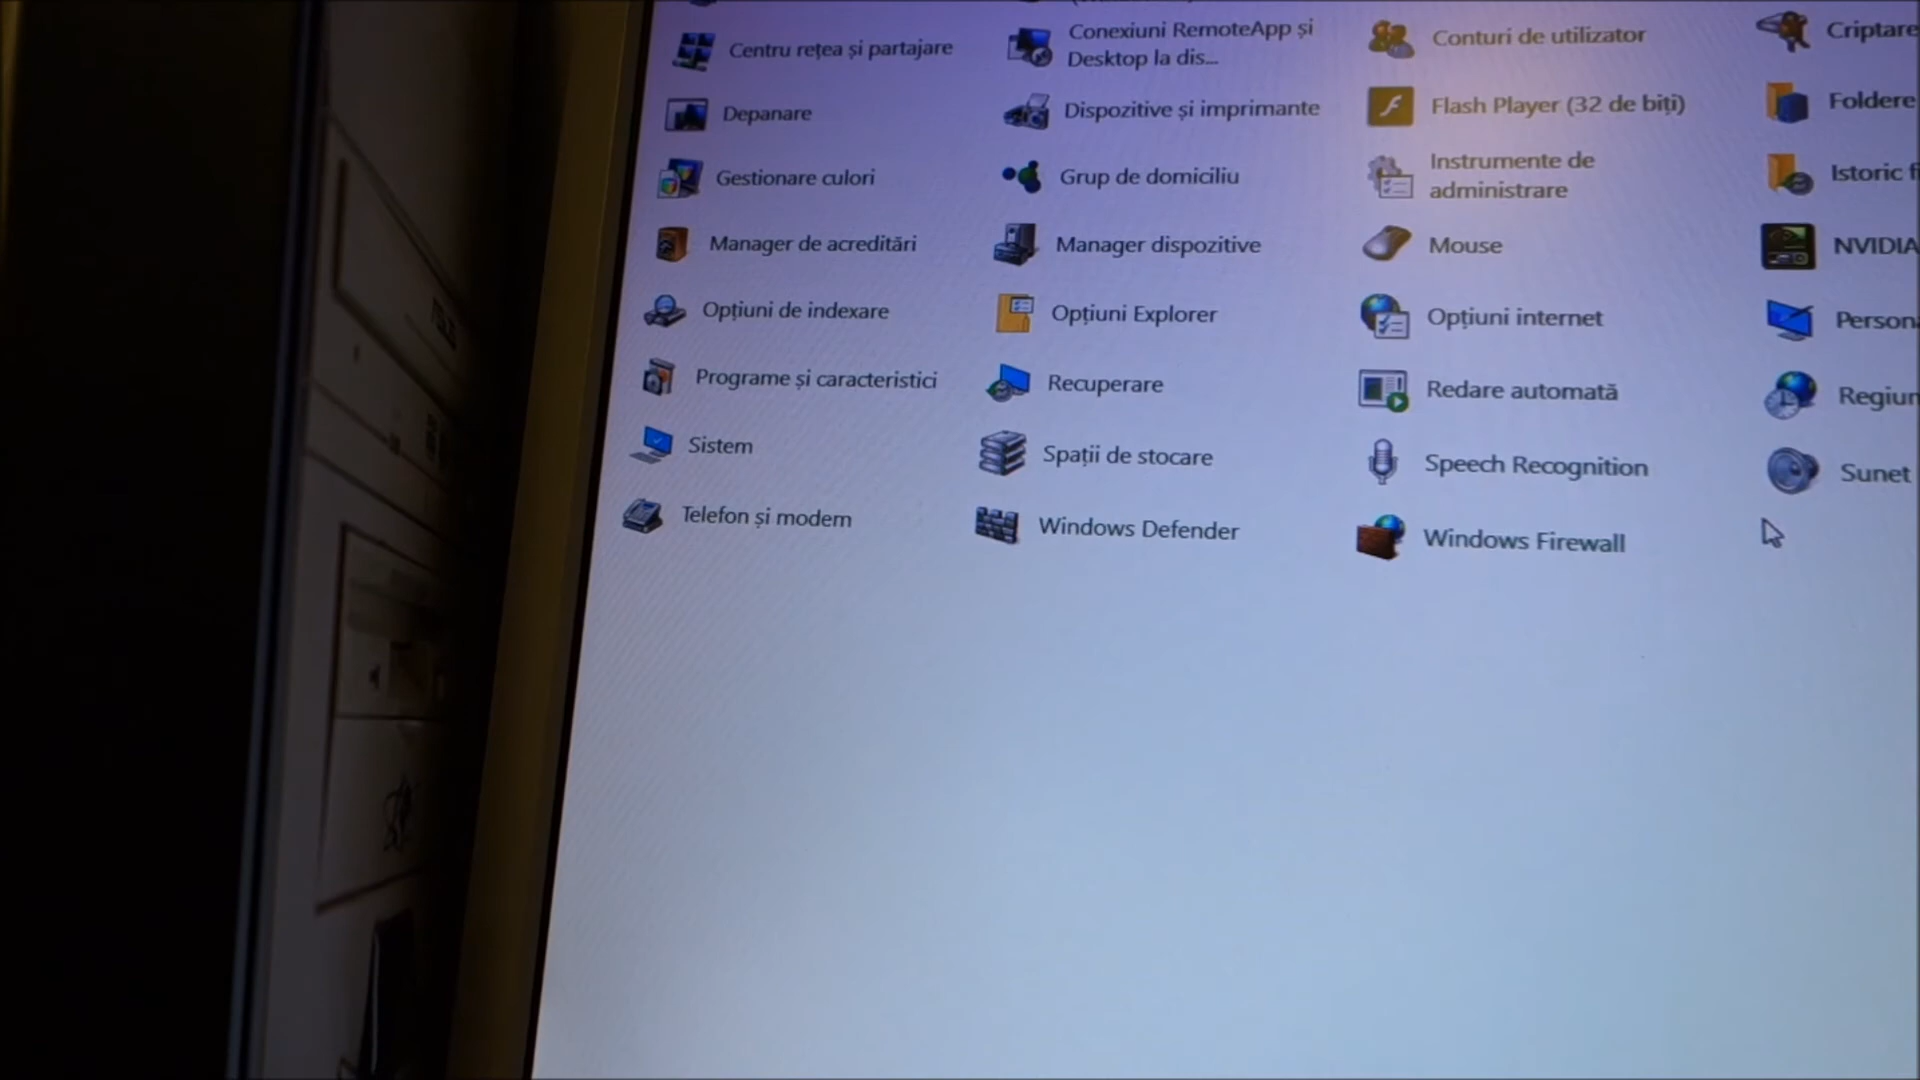 Centru rețea și partajare
Conexiuni RemoteApp și
Desktop la dis...
Conturi de utilizator
Criptare
Depanare
Dispozitive și imprimante
Flash Player (32 de biți)
Foldere
Gestionare culori
Grup de domiciliu
Instrumente de
administrare
Istoric f
Manager de acreditări
Manager dispozitive
Mouse
NVIDIA
Opțiuni de indexare
Opțiuni Explorer
Opțiuni internet
Persona
Programe și caracteristici
Recuperare
Redare automată
Regiun
Sistem
Spații de stocare
Speech Recognition
Sunet
Telefon și modem
Windows Defender
Windows Firewall